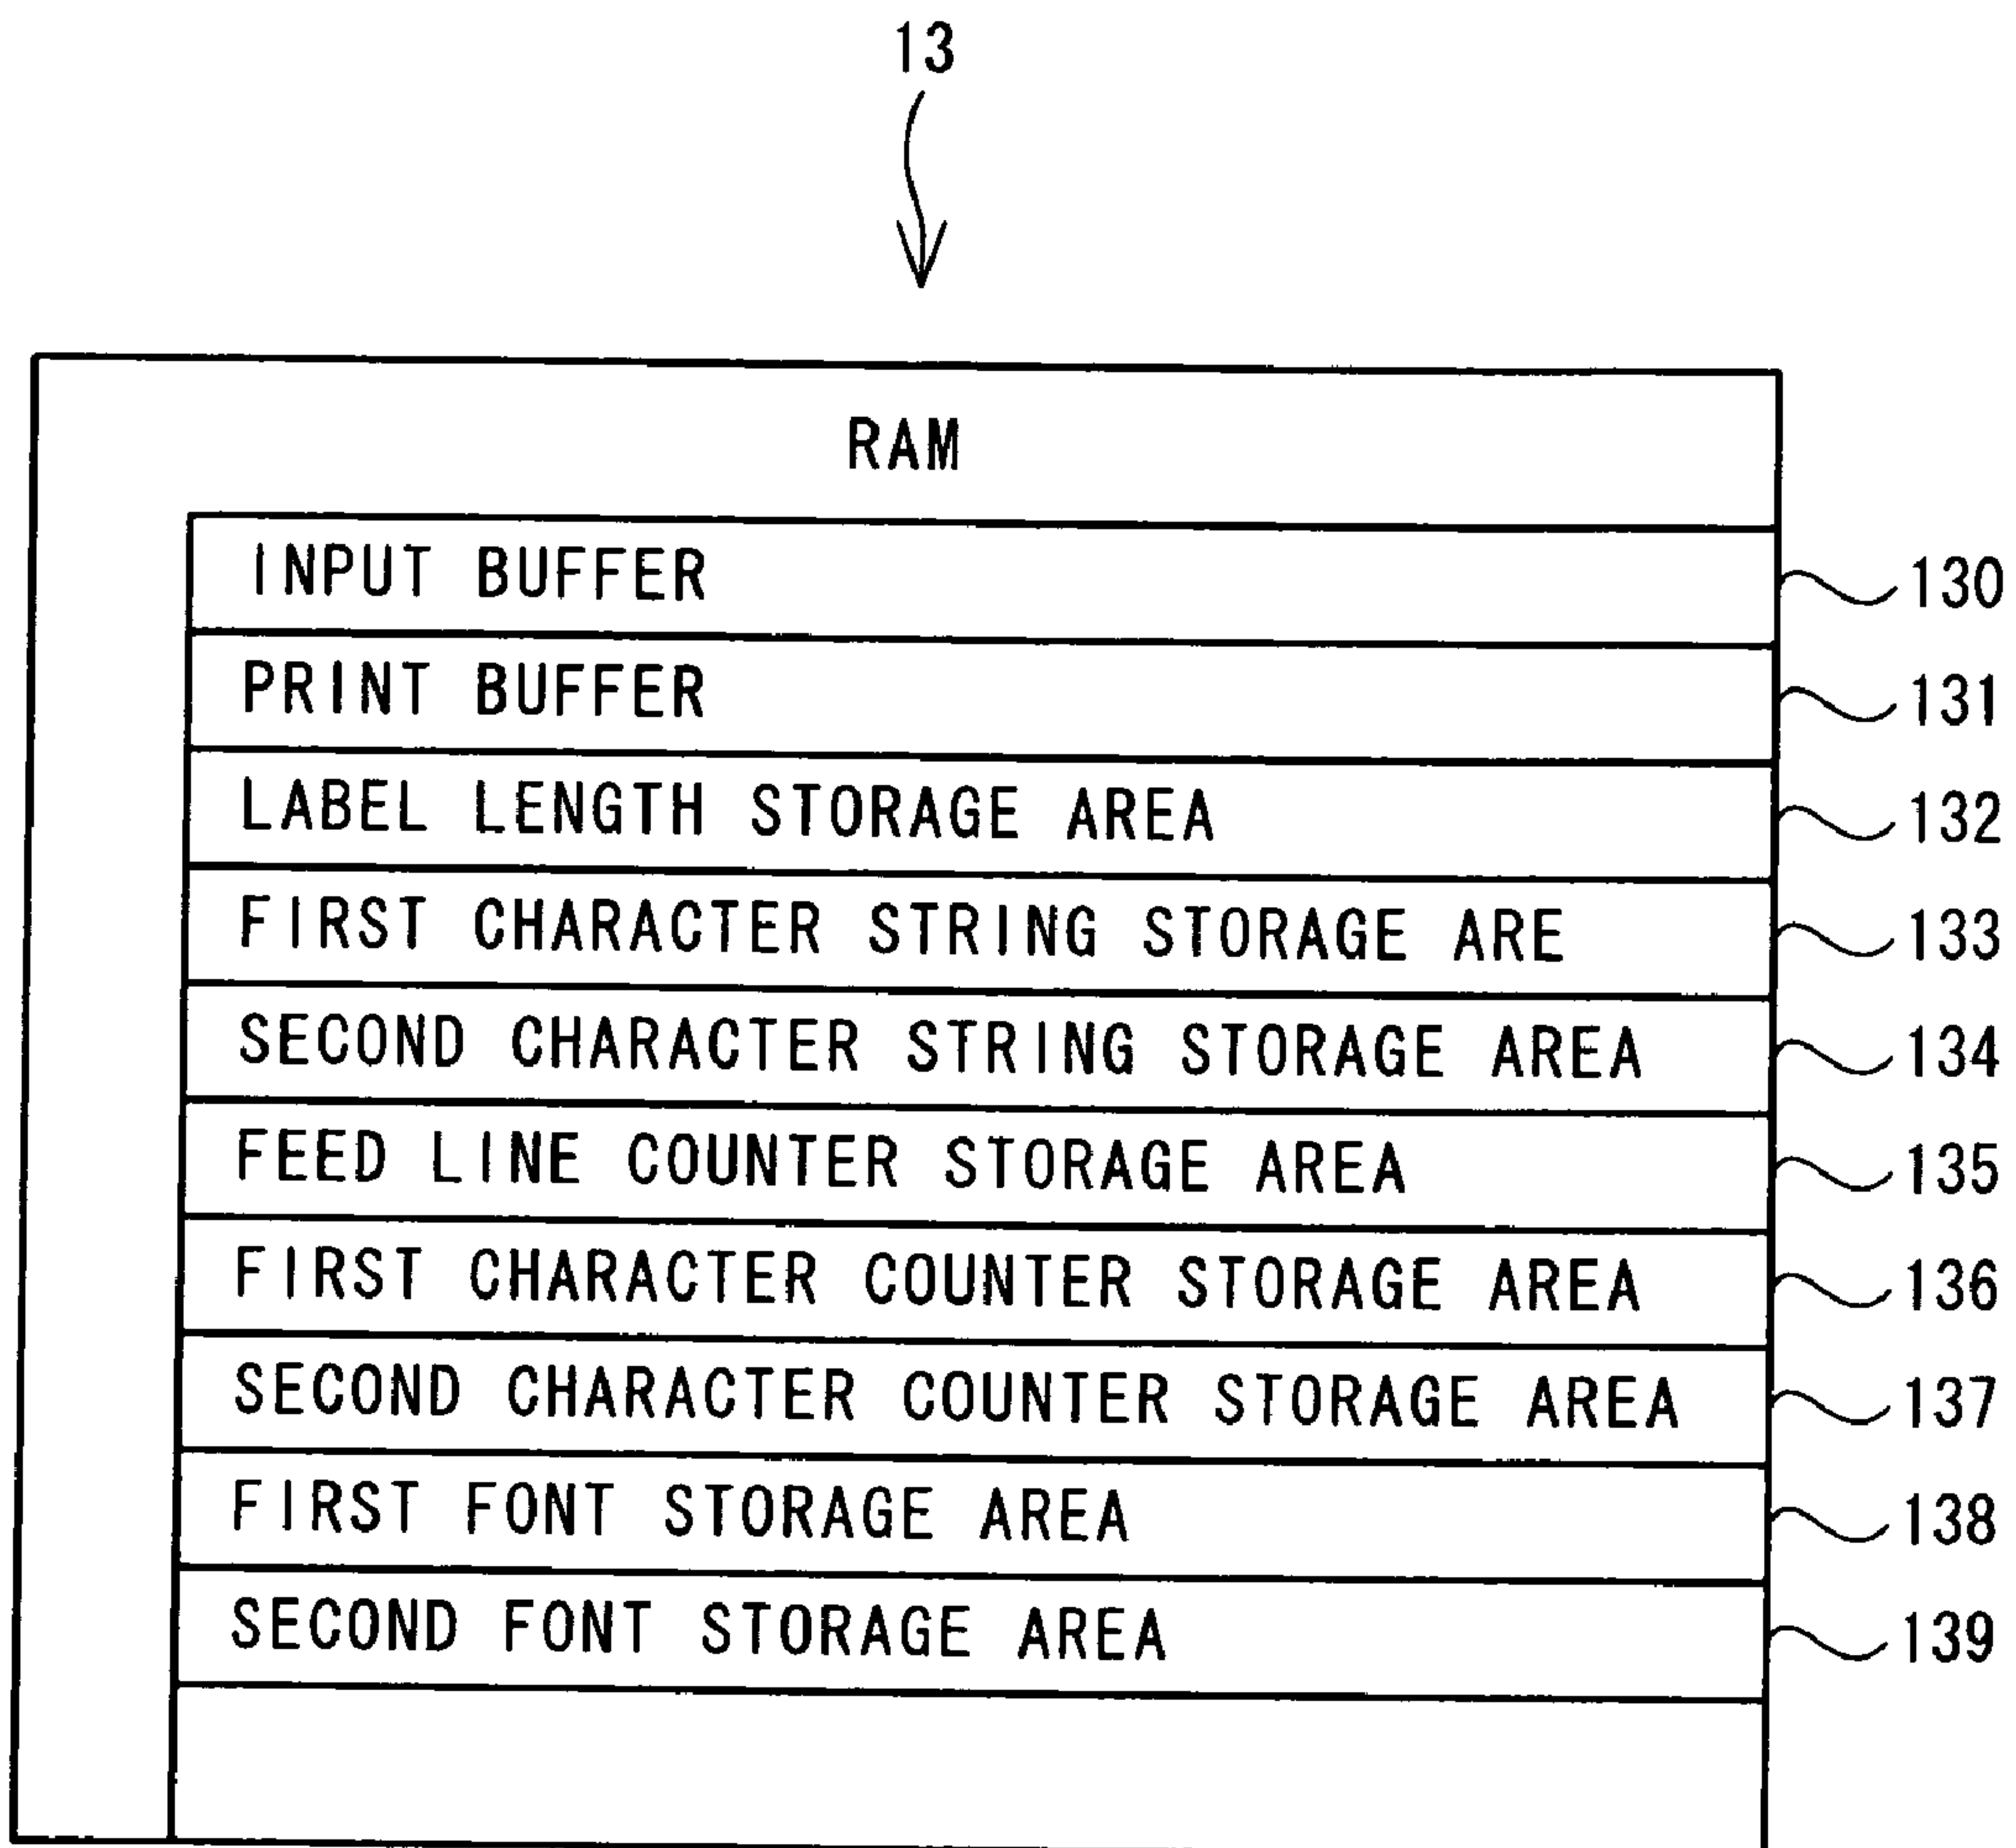 13
RAM
INPUT BUFFER 130
PRINT BUFFER 131
LABEL LENGTH STORAGE AREA 132
FIRST CHARACTER STRING STORAGE ARE 133
SECOND CHARACTER STRING STORAGE AREA 134
FEED LINE COUNTER STORAGE AREA 135
FIRST CHARACTER COUNTER STORAGE AREA 136
SECOND CHARACTER COUNTER STORAGE AREA 137
FIRST FONT STORAGE AREA 138
SECOND FONT STORAGE AREA 139